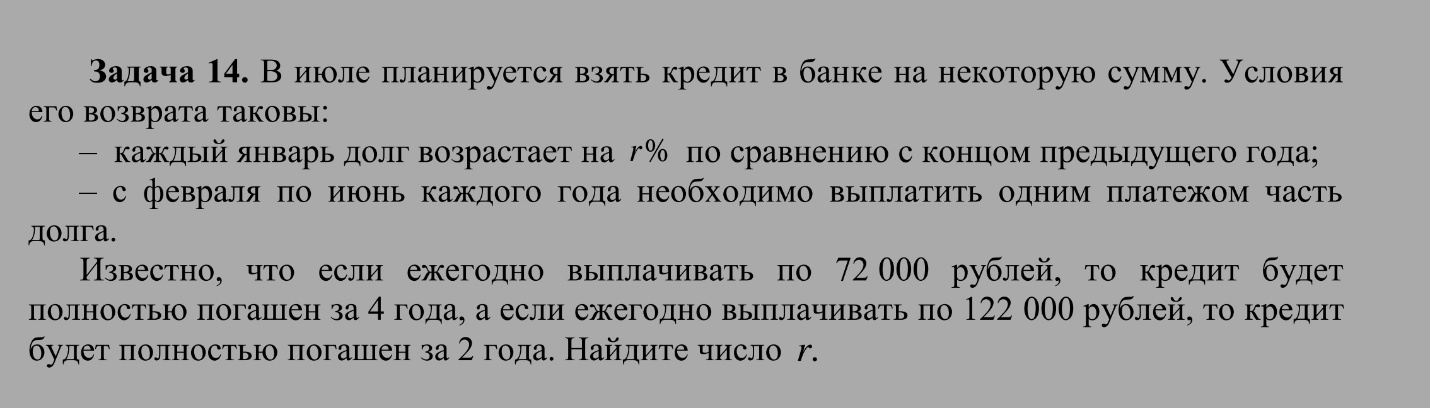 Задача 14. В июле планируется взять кредит в банке на некоторую сумму. Условия
его возврата таковы:
– каждый январь долг возрастает на r% по сравнению с концом предыдущего года;
– с февраля по июнь каждого года необходимо выплатить одним платежом часть
долга.
Известно, что если ежегодно выплачивать по 72 000 рублей, то кредит будет
полностью погашен за 4 года, а если ежегодно выплачивать по 122 000 рублей, то кредит
будет полностью погашен за 2 года. Найдите число r.